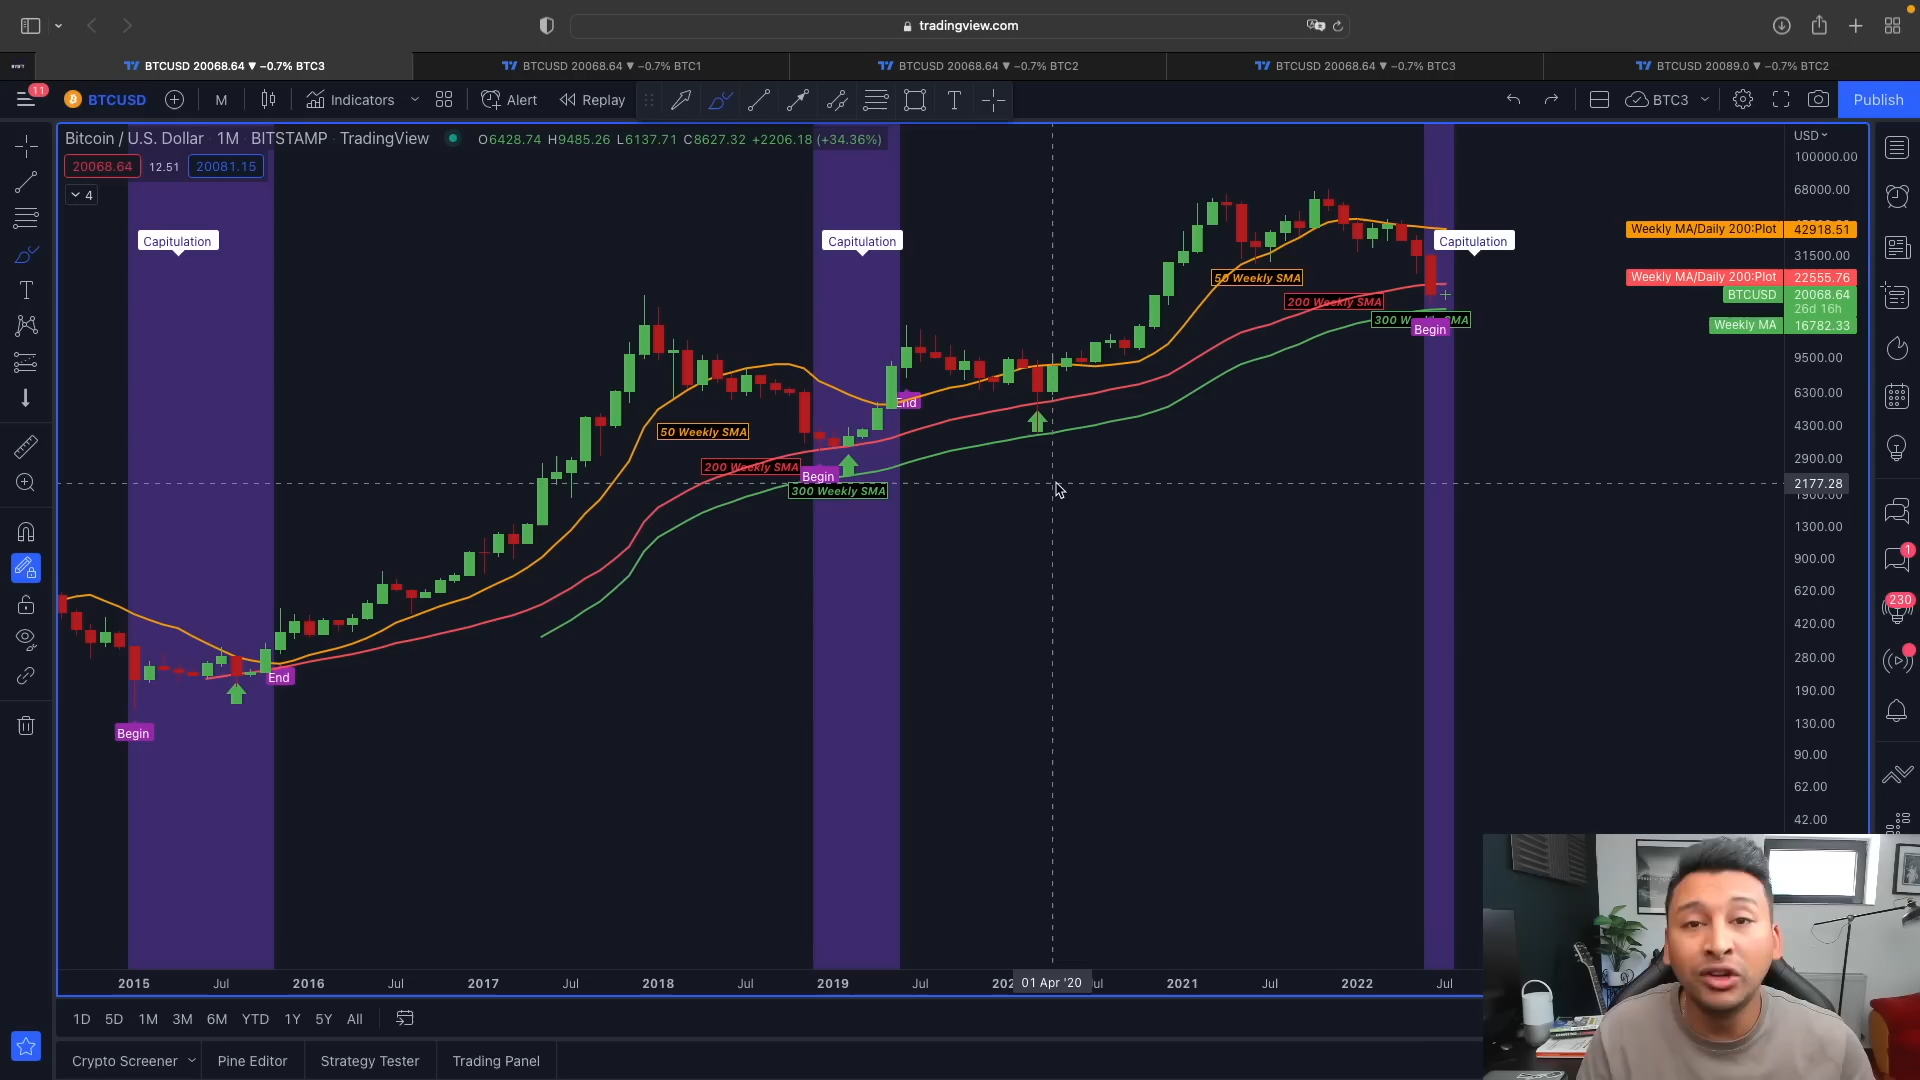 tradingview.com
BTCUSD 20068.64 ▼ −0.7% BTC3
BTCUSD 20068.64 ▼ −0.7% BTC1
BTCUSD 20068.64 ▼ −0.7% BTC2
BTCUSD 20068.64 ▼ −0.7% BTC3
BTCUSD 20089.0 ▼ −0.7% BTC2
11
BTCUSD
M
Indicators
Alert
Replay
BTC3
Publish
Bitcoin / U.S. Dollar 1M BITSTAMP TradingView
O6428.74 H9485.26 L6137.71 C8627.32 +2206.18 (+34.36%)
20068.64 12.51 20081.15
4
USD
100000.00
68000.00
Capitulation
Capitulation
Capitulation
Weekly MA/Daily 200:Plot 42918.51
31500.00
Weekly MA/Daily 200:Plot 22555.76
BTCUSD 20068.64
26d 16h
Weekly MA 16782.33
50 Weekly SMA
200 Weekly SMA
Begin
9500.00
6300.00
End
4300.00
50 Weekly SMA
2900.00
200 Weekly SMA
Begin
300 Weekly SMA
2177.28
1300.00
900.00
1
620.00
230
420.00
280.00
End
190.00
Begin
130.00
90.00
62.00
42.00
2015
Jul
2016
Jul
2017
Jul
2018
Jul
2019
Jul
01 Apr '20
2021
Jul
2022
Jul
1D 5D 1M 3M 6M YTD 1Y 5Y All
Crypto Screener
Pine Editor
Strategy Tester
Trading Panel